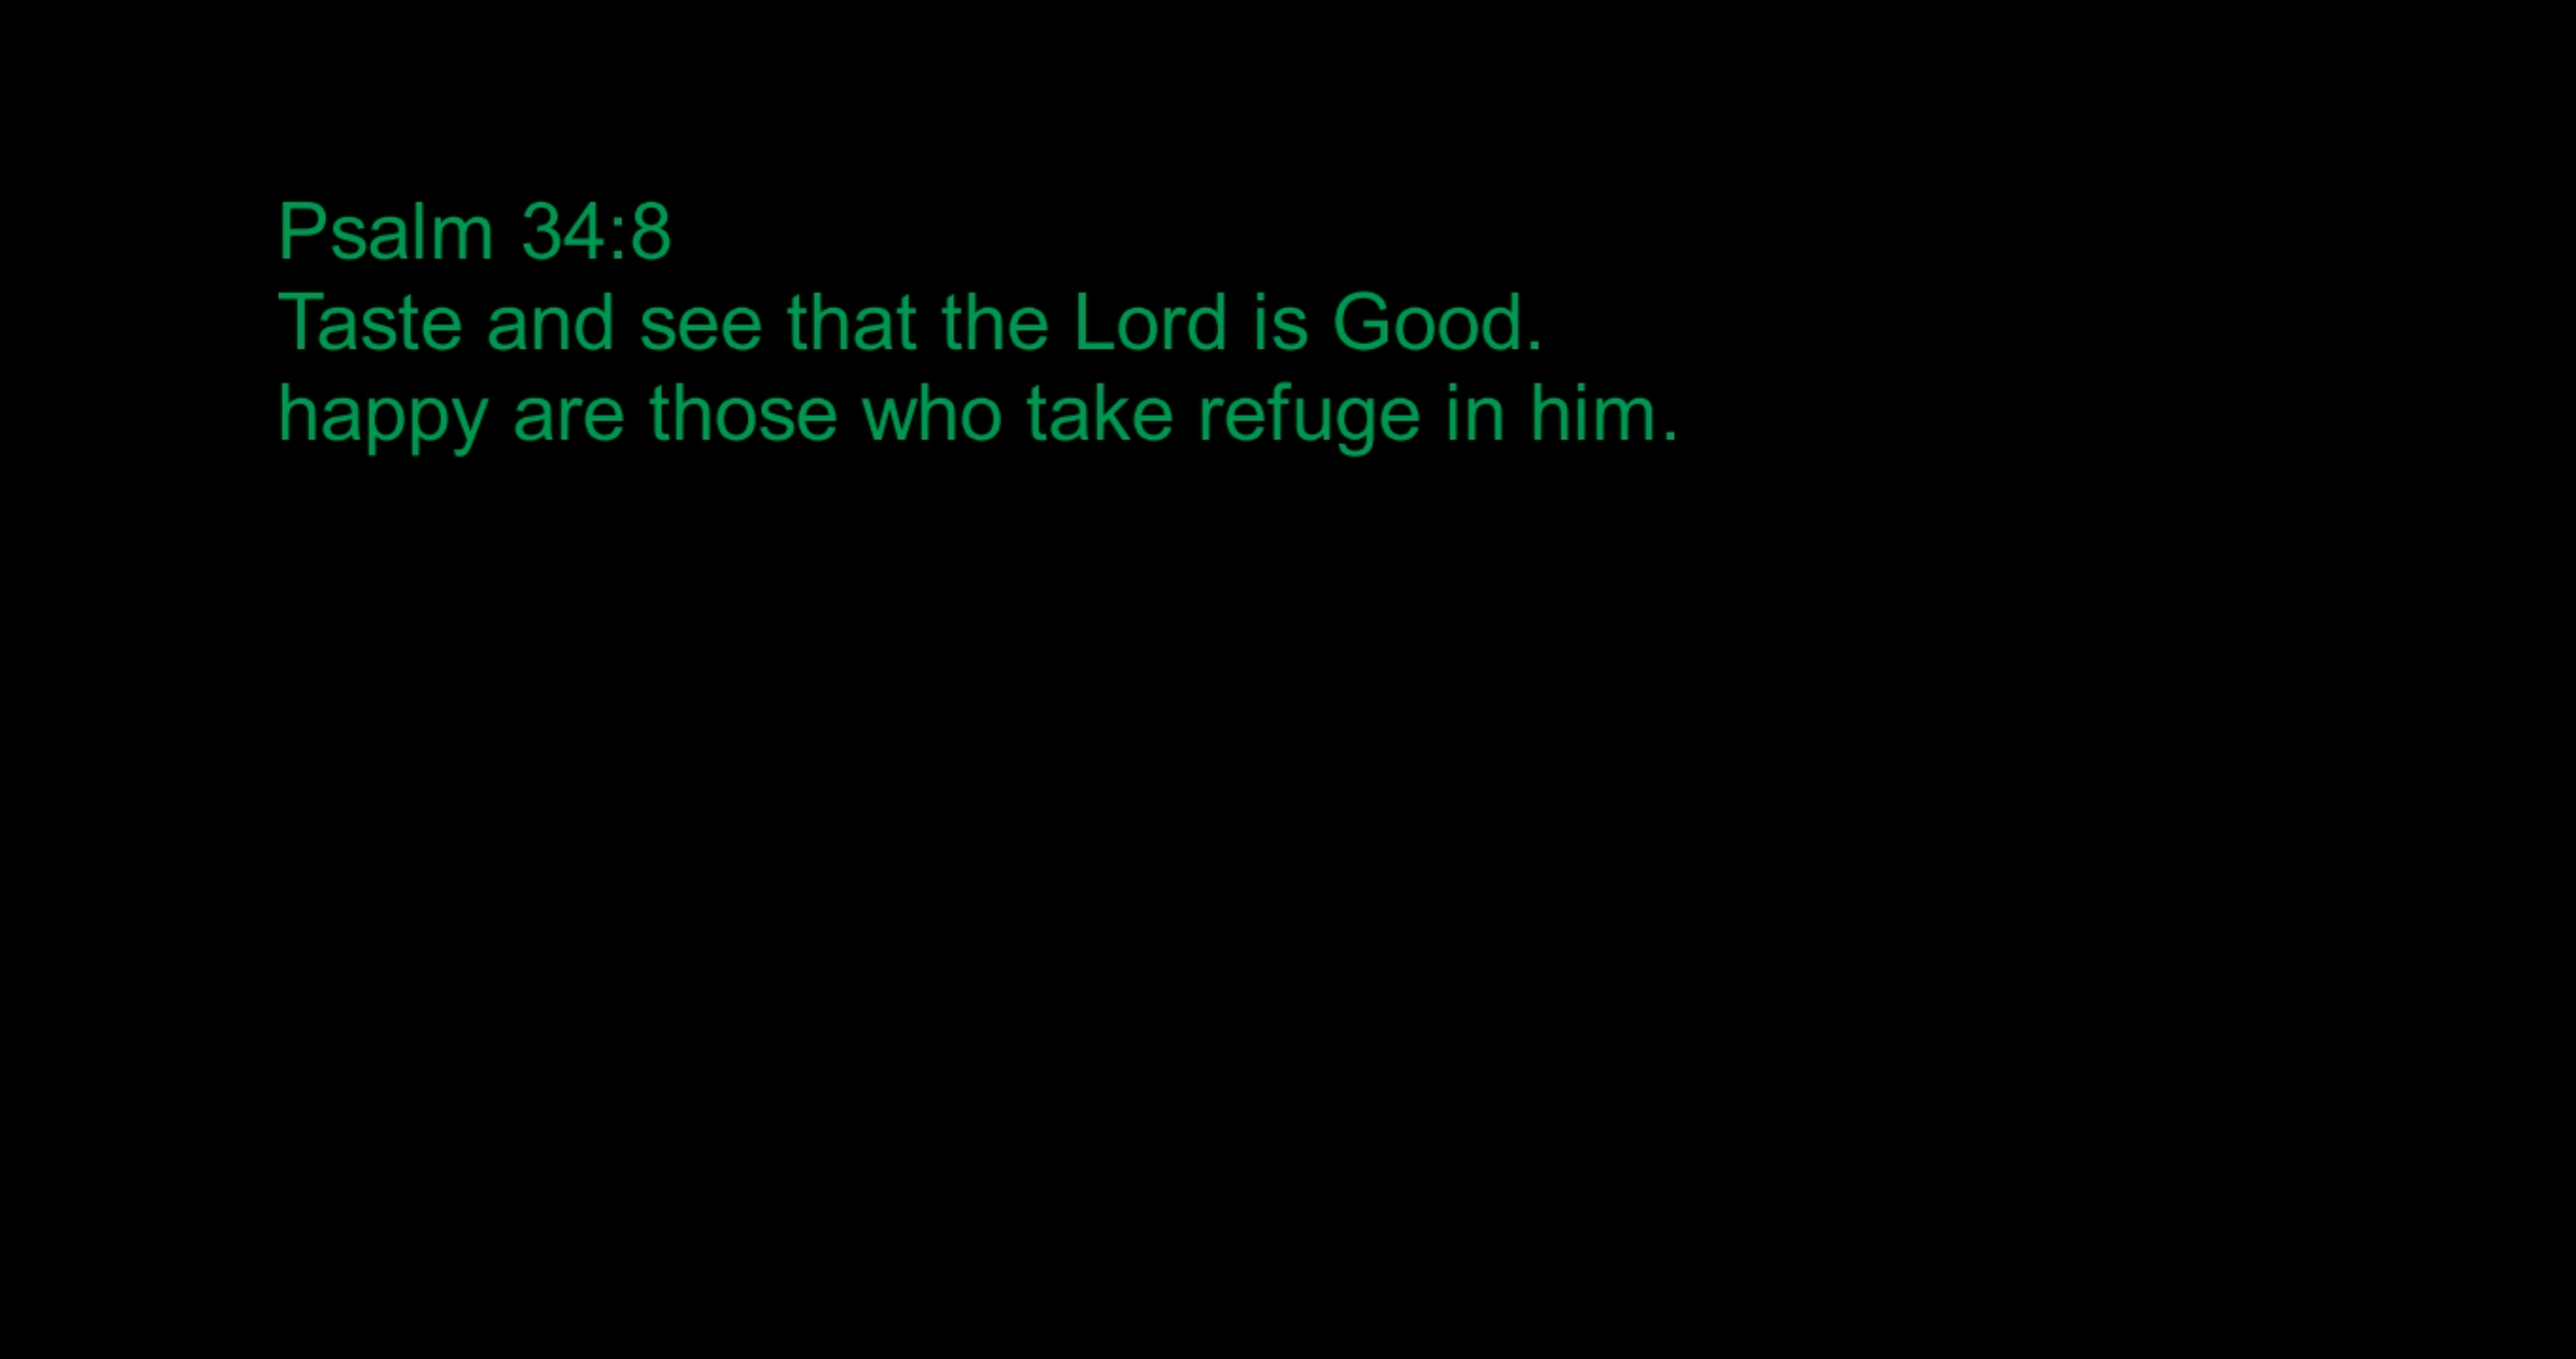 Psalm 34:8
Taste and see that the Lord is Good.
happy are those who take refuge in him.